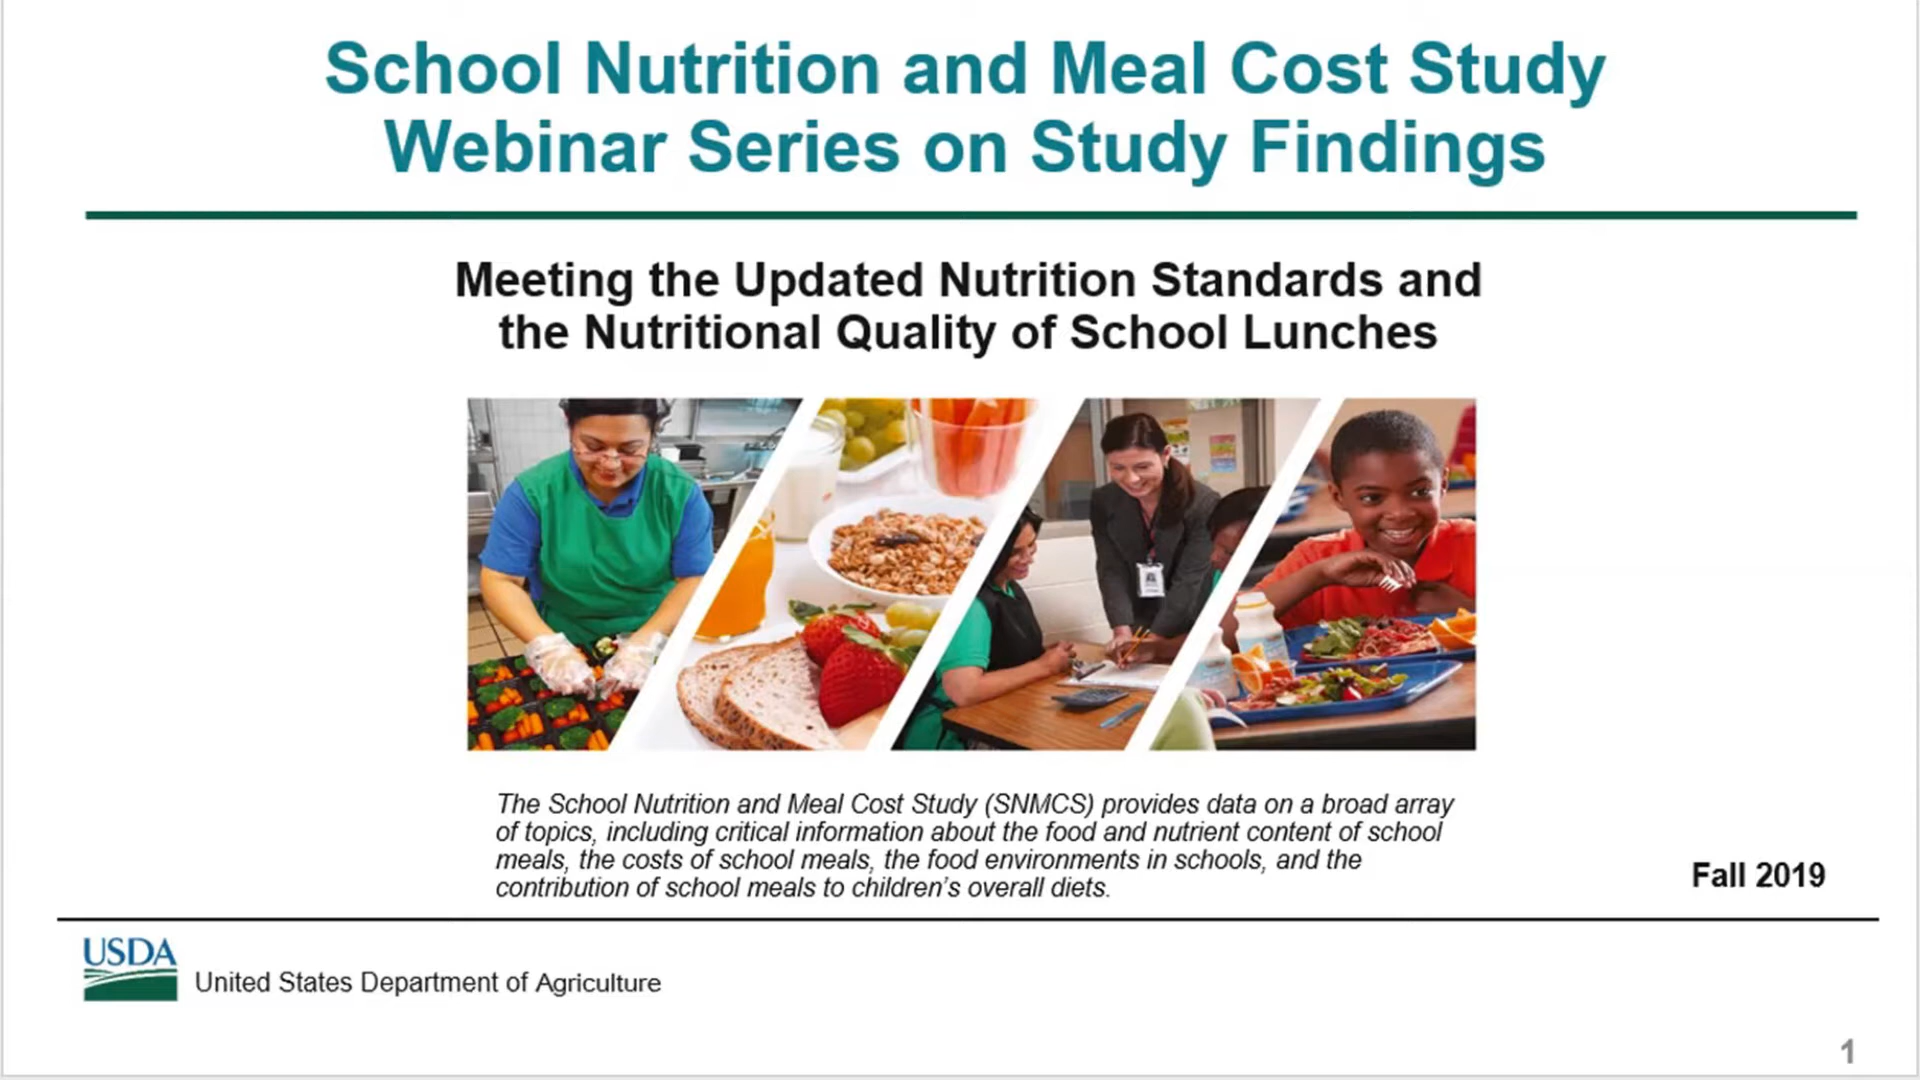 School Nutrition and Meal Cost Study
Webinar Series on Study Findings
Meeting the Updated Nutrition Standards and
the Nutritional Quality of School Lunches
The School Nutrition and Meal Cost Study (SNMCS) provides data on a broad array
of topics, including critical information about the food and nutrient content of school
meals, the costs of school meals, the food environments in schools, and the
contribution of school meals to children's overall diets.
Fall 2019
USDA
United States Department of Agriculture
1